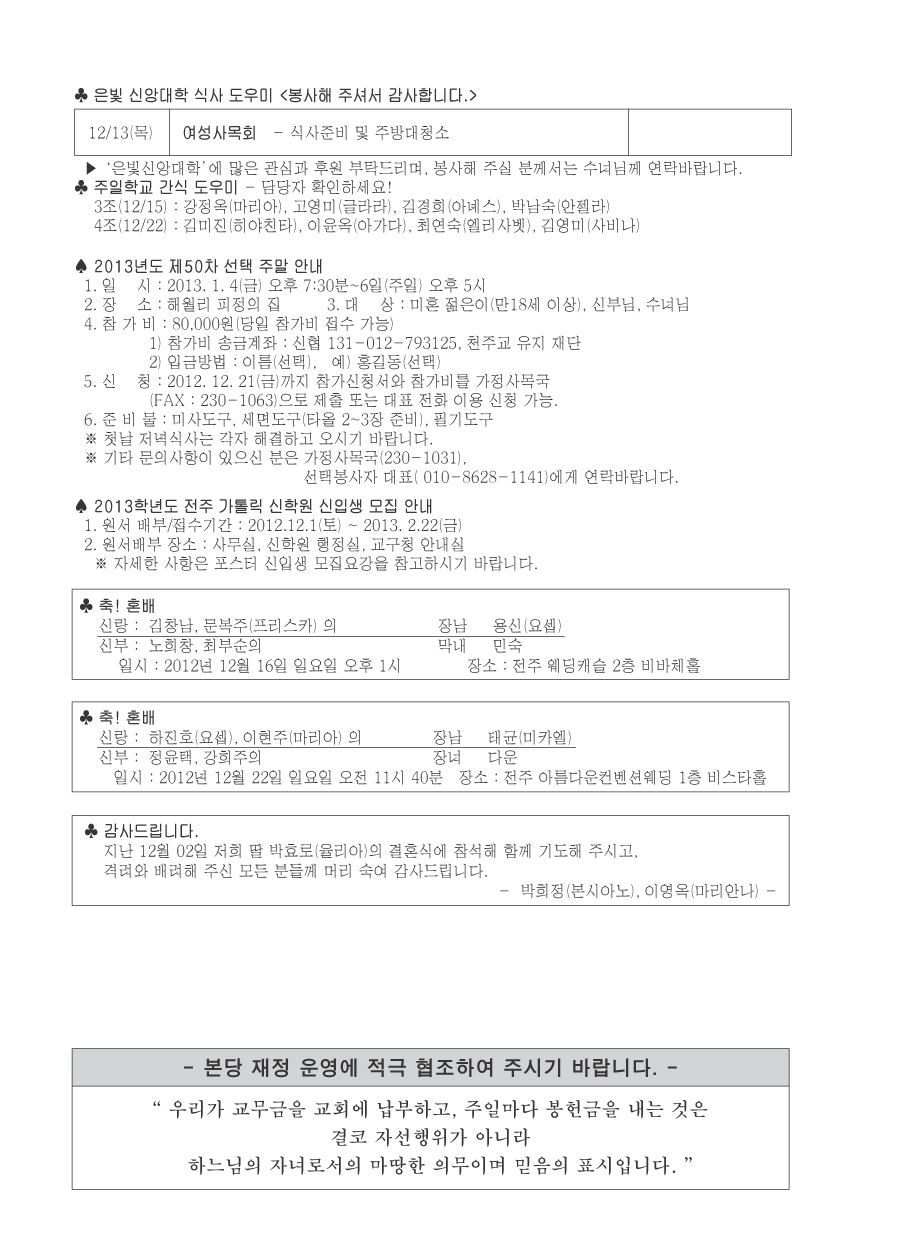 ♣ 은빛 신앙대학 식사 도우미 <봉사해 주셔서 감사합니다.>
12/13(목) 여성사목회 - 식사준비 및 주방대청소
▶ ‘은빛신앙대학’에 많은 관심과 후원 부탁드리며, 봉사해 주실 분께서는 수녀님께 연락바랍니다.
♣ 주일학교 간식 도우미 - 담당자 확인하세요!
3조(12/15) : 강정옥(마리아), 고영미(글라라), 김경희(아녜스), 박남숙(안젤라)
4조(12/22) : 김미진(히야친타), 이윤옥(아가다), 최연숙(엘리사벳), 김영미(사비나)
♠ 2013년도 제50차 선택 주말 안내
1. 일 시 : 2013. 1. 4(금) 오후 7:30분~6일(주일) 오후 5시
2. 장 소 : 해월리 피정의 집 3. 대 상 : 미혼 젊은이(만18세 이상), 신부님, 수녀님
4. 참 가 비 : 80,000원(당일 참가비 접수 가능)
1) 참가비 송금계좌 : 신협 131-012-793125, 천주교 유지 재단
2) 입금방법 : 이름(선택), 예) 홍길동(선택)
5. 신 청 : 2012. 12. 21(금)까지 참가신청서와 참가비를 가정사목국
(FAX : 230-1063)으로 제출 또는 대표 전화 이용 신청 가능.
6. 준 비 물 : 미사도구, 세면도구(타올 2~3장 준비), 필기도구
※ 첫날 저녁식사는 각자 해결하고 오시기 바랍니다.
※ 기타 문의사항이 있으신 분은 가정사목국(230-1031),
선택봉사자 대표( 010-8628-1141)에게 연락바랍니다.
♠ 2013학년도 전주 가톨릭 신학원 신입생 모집 안내
1. 원서 배부/접수기간 : 2012.12.1(토) ~ 2013. 2.22(금)
2. 원서배부 장소 : 사무실, 신학원 행정실, 교구청 안내실
※ 자세한 사항은 포스터 신입생 모집요강을 참고하시기 바랍니다.
♣ 축! 혼배
신랑 : 김창남, 문복주(프리스카) 의 장남 용신(요셉)
신부 : 노희창, 최부순의 막내 민숙
일시 : 2012년 12월 16일 일요일 오후 1시 장소 : 전주 웨딩캐슬 2층 비바체홀
♣ 축! 혼배
신랑 : 하진호(요셉), 이현주(마리아) 의 장남 태균(미카엘)
신부 : 정윤택, 강희주의 장녀 다운
일시 : 2012년 12월 22일 일요일 오전 11시 40분 장소 : 전주 아름다운컨벤션웨딩 1층 비스타홀
♣ 감사드립니다.
지난 12월 02일 저희 딸 박효로(율리아)의 결혼식에 참석해 함께 기도해 주시고,
격려와 배려해 주신 모든 분들께 머리 숙여 감사드립니다.
- 박희정(본시아노), 이영옥(마리안나) -
- 본당 재정 운영에 적극 협조하여 주시기 바랍니다. -
“ 우리가 교무금을 교회에 납부하고, 주일마다 봉헌금을 내는 것은
결코 자선행위가 아니라
하느님의 자녀로서의 마땅한 의무이며 믿음의 표시입니다. ”